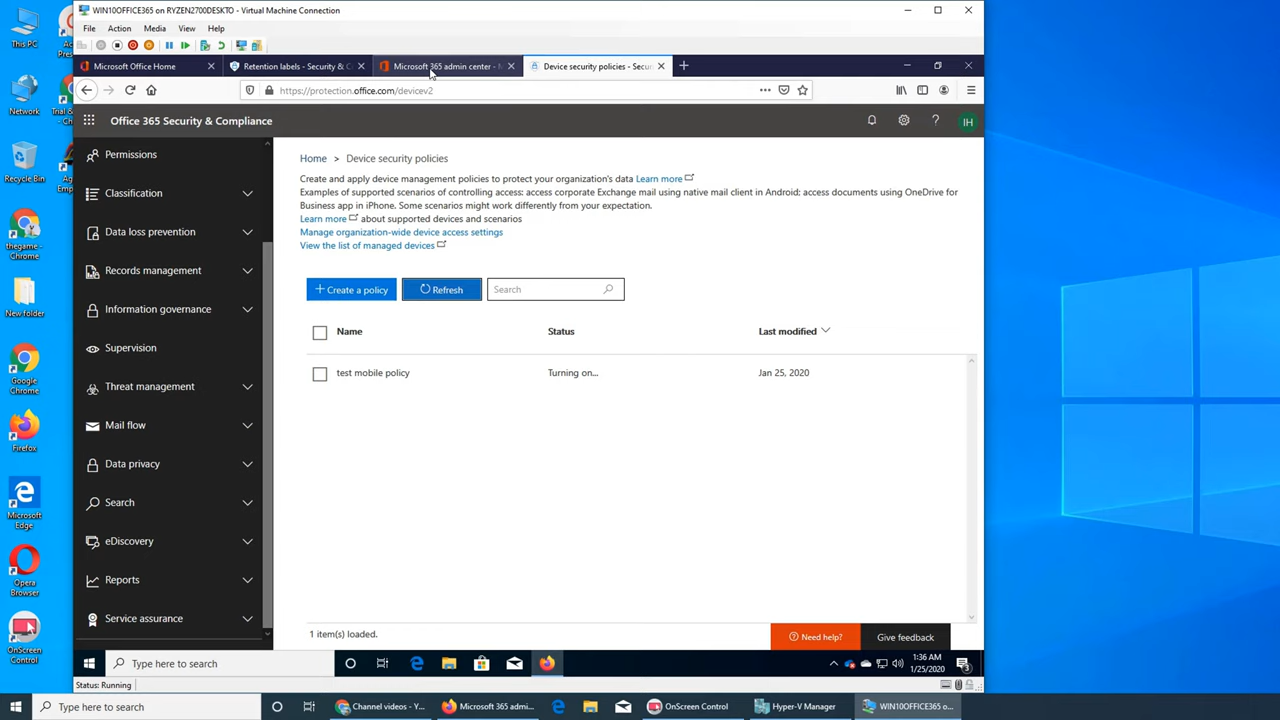 WIN10OFFICE365 on RYZEN2700DESKTO - Virtual Machine Connection
File Action Media View Help
Microsoft Office Home
Retention labels - Security & C
Microsoft 365 admin center - M
Device security policies - Secu
https://protection.office.com/devicev2
Office 365 Security & Compliance
IH
Permissions
Classification
Data loss prevention
Records management
Information governance
Supervision
Threat management
Mail flow
Data privacy
Search
eDiscovery
Reports
Service assurance
Home > Device security policies
Create and apply device management policies to protect your organization's data Learn more
Examples of supported scenarios of controlling access: access corporate Exchange mail using native mail client in Android; access documents using OneDrive for
Business app in iPhone. Some scenarios might work differently from your expectation.
Learn more about supported devices and scenarios
Manage organization-wide device access settings
View the list of managed devices
+ Create a policy
Refresh
Search
Name Status Last modified
test mobile policy Turning on... Jan 25, 2020
1 item(s) loaded.
Need help?
Give feedback
Type here to search
1:36 AM
1/25/2020
3
Status: Running
This PC
Network
Recycle Bin
thegame -
Chrome
New folder
Google
Chrome
Firefox
Microsoft
Edge
Opera
Browser
OnScreen
Control
Type here to search
Channel videos - Y...
Microsoft 365 admi...
OnScreen Control
Hyper-V Manager
WIN10OFFICE365 o...